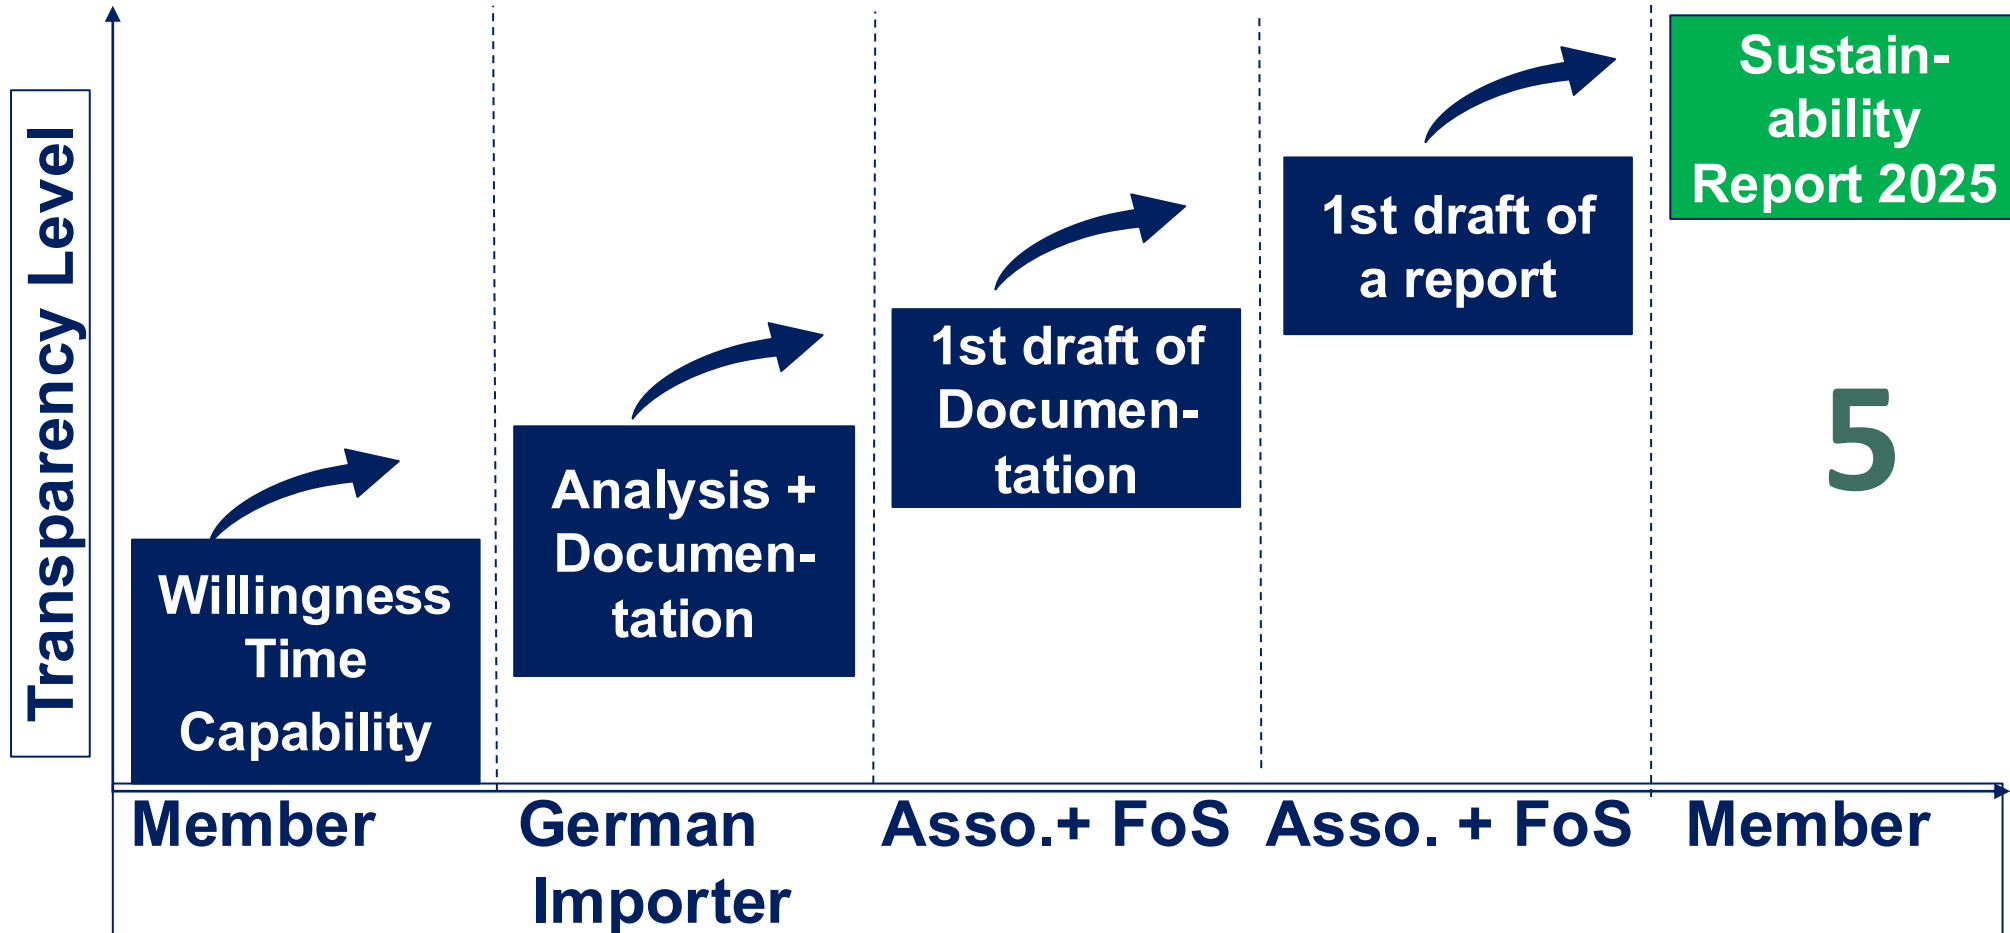 Transparency Level
Willingness
Time
Capability
Analysis +
Documen-
tation
1st draft of
Documen-
tation
1st draft of
a report
Sustain-
ability
Report 2025
5
Member
German
Importer
Asso.+ FoS
Asso. + FoS
Member